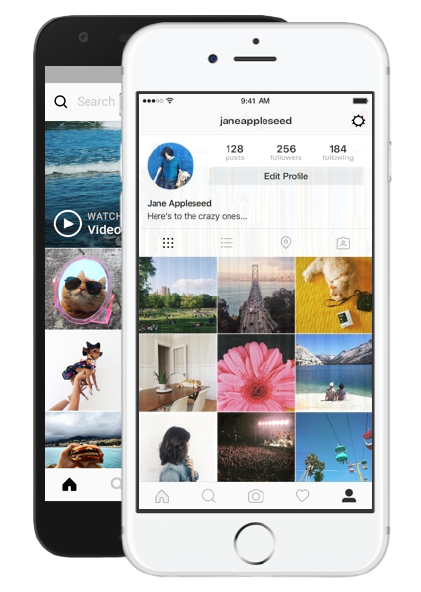 Search
WATCH
Video
9:41 AM
janeappleseed
128
posts
256
followers
184
following
Edit Profile
Jane Appleseed
Here's to the crazy ones...